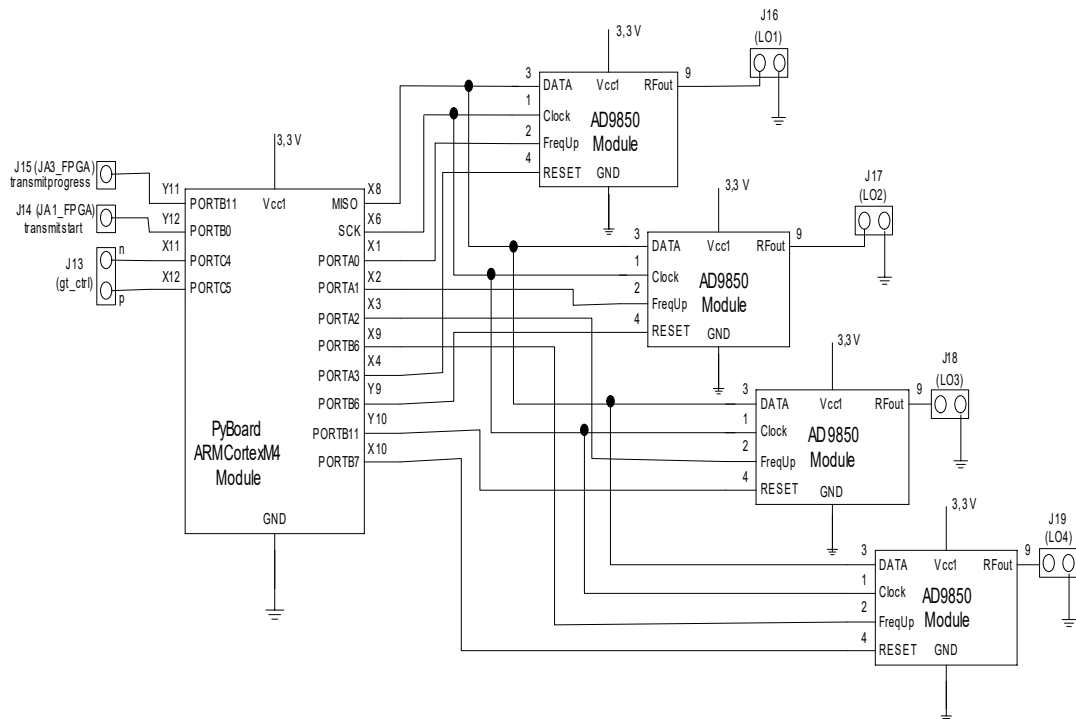 J16
(LO1)
3,3 V
3
DATA
Vcc1
RFout
9
1
Clock
AD9850
Module
2
FreqUp
4
RESET
GND
J15 (JA3_FPGA)
transmitprogress
J14 (JA1_FPGA)
transmitstart
J13
(gt_ctrl)
n
p
Y11
Y12
X11
X12
3,3 V
PORTB11
Vcc1
MISO
X8
PORTB0
SCK
X6
PORTC4
PORTA0
X1
PORTC5
PORTA1
X2
PORTA2
X3
PORTB6
X9
PORTA3
X4
PORTB6
Y9
PORTB11
Y10
PORTB7
X10
PyBoard
ARMCortexM4
Module
GND
J17
(LO2)
3,3 V
3
DATA
Vcc1
RFout
9
1
Clock
AD9850
Module
2
FreqUp
4
RESET
GND
J18
(LO3)
3,3 V
3
DATA
Vcc1
RFout
9
1
Clock
AD9850
Module
2
FreqUp
4
RESET
GND
J19
(LO4)
3,3 V
3
DATA
Vcc1
RFout
9
1
Clock
AD9850
Module
2
FreqUp
4
RESET
GND